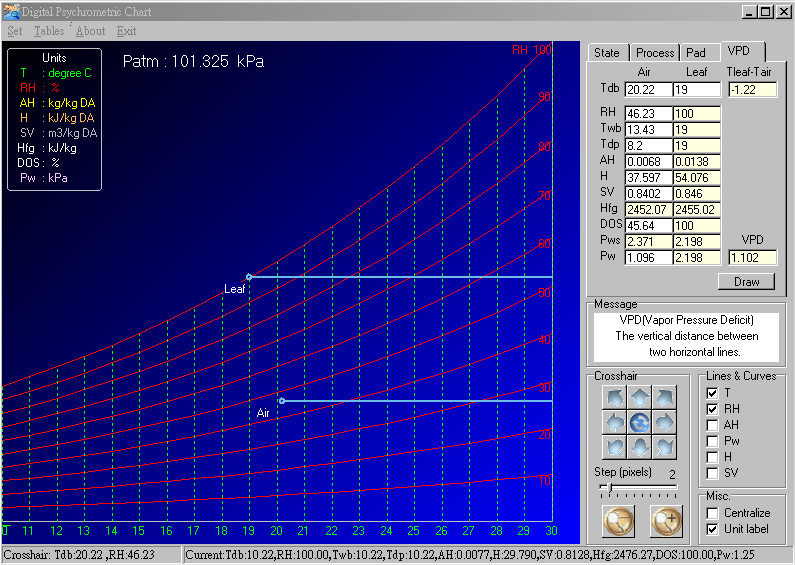 Digital Psychrometric Chart
Set Tables About Exit
Units
T : degree C
RH : %
AH : kg/kg DA
H : kJ/kg DA
SV : m3/kg DA
Hfg : kJ/kg
DOS : %
Pw : kPa
Patm : 101.325 kPa
RH 100
90
80
70
60
50
40
30
20
10
Leaf
Air
11 12 13 14 15 16 17 18 19 20 21 22 23 24 25 26 27 28 29 30
State Process Pad VPD
Air Leaf Tleaf-Tair
Tdb 20.22 19 -1.22
RH 46.23 100
Twb 13.43 19
Tdp 8.2 19
AH 0.0068 0.0138
H 37.597 54.076
SV 0.8402 0.846
Hfg 2452.07 2455.02
DOS 45.64 100
Pws 2.371 2.198 VPD
Pw 1.096 2.198 1.102
Draw
Message
VPD(Vapor Pressure Deficit)
The vertical distance between
two horizontal lines.
Crosshair
Step (pixels) 2
Lines & Curves
T
RH
AH
Pw
H
SV
Misc.
Centralize
Unit label
Crosshair: Tdb:20.22 ,RH:46.23
Current:Tdb:10.22,RH:100.00,Twb:10.22,Tdp:10.22,AH:0.0077,H:29.790,SV:0.8128,Hfg:2476.27,DOS:100.00,Pw:1.25